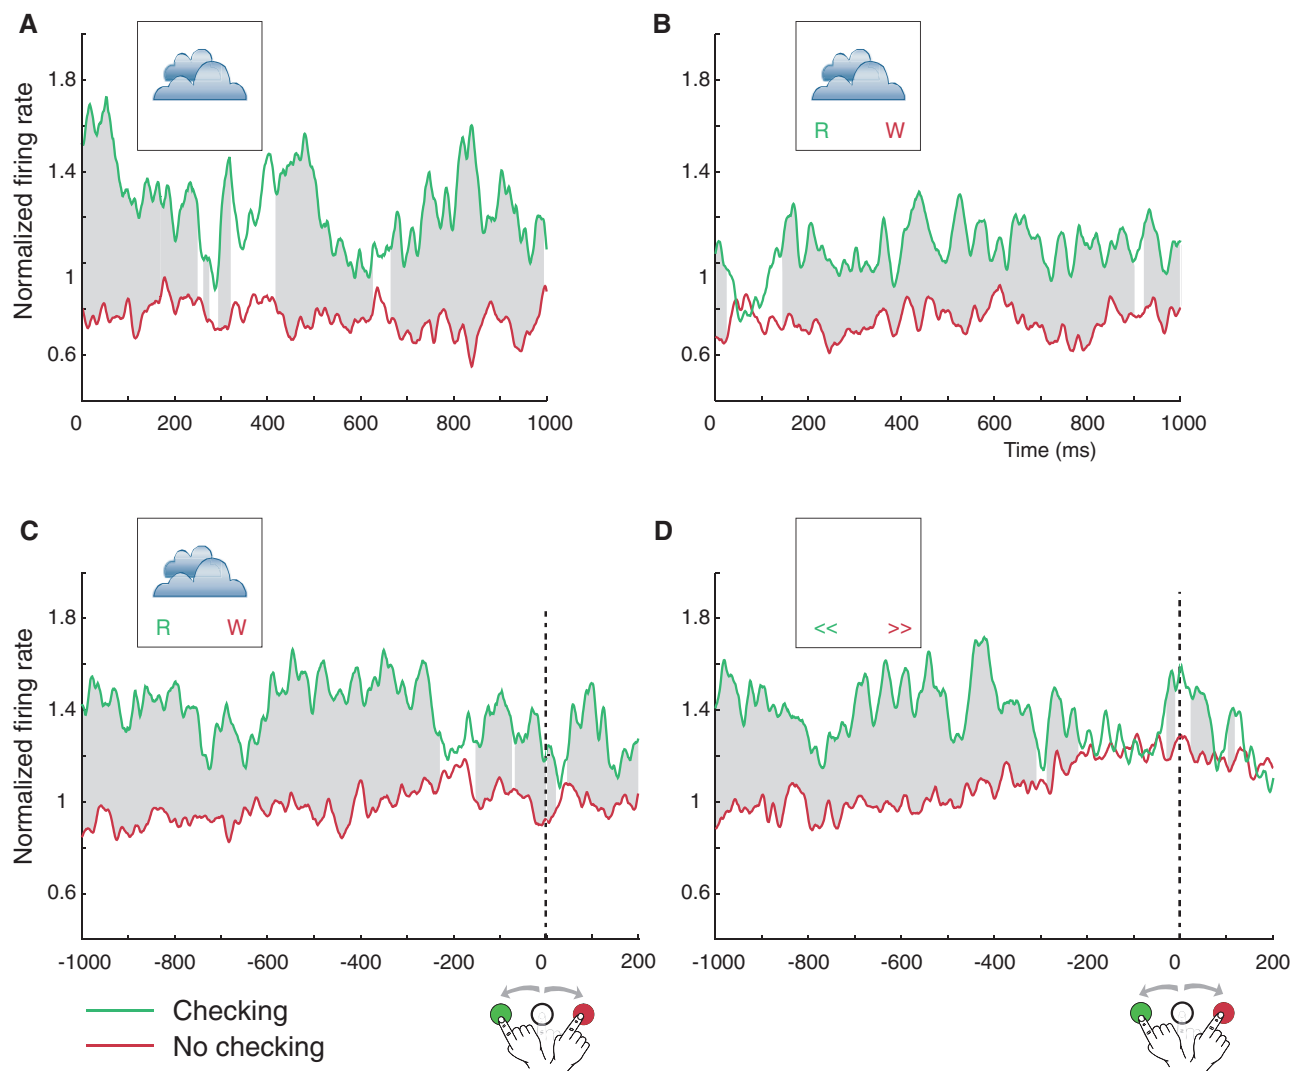 A
B
Normalized firing rate
1.8
1.4
1
0.6
0 200 400 600 800 1000
R W
1.8
1.4
1
0.6
0 200 400 600 800 1000
Time (ms)
C
D
Normalized firing rate
R W
1.8
1.4
1
0.6
-1000 -800 -600 -400 -200 0 200
<< >>
1.8
1.4
1
0.6
-1000 -800 -600 -400 -200 0 200
Checking
No checking